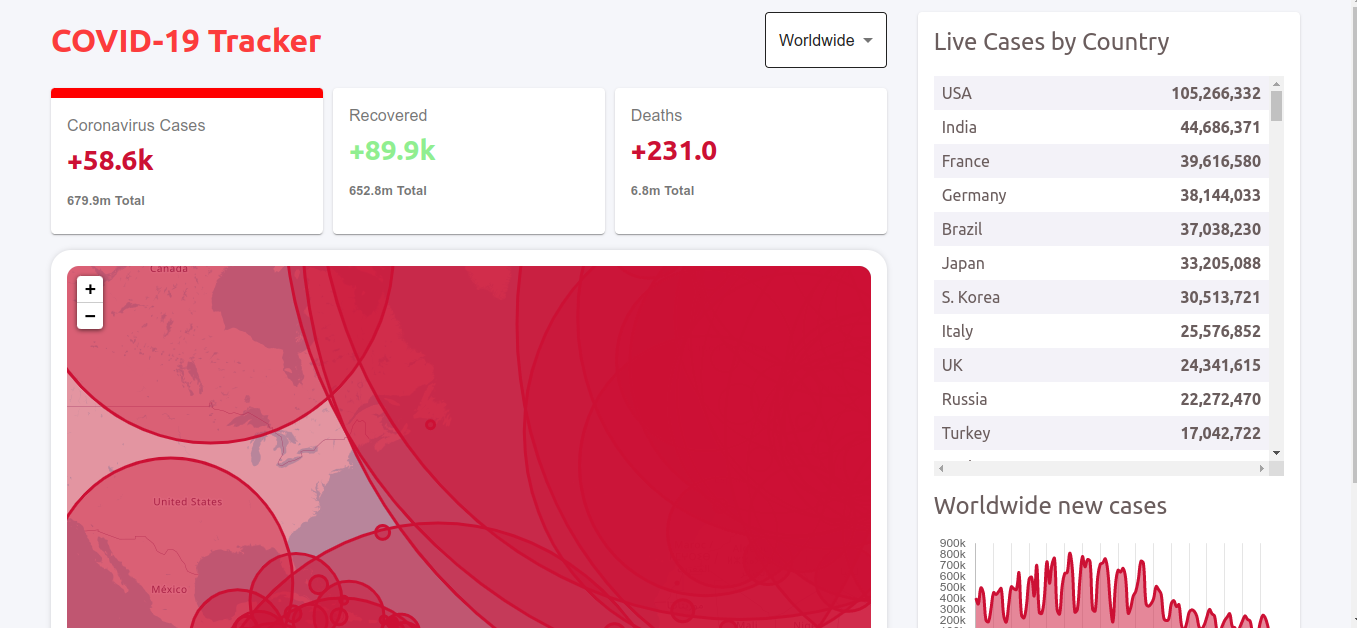 COVID-19 Tracker
Worldwide
Coronavirus Cases
+58.6k
679.9m Total
Recovered
+89.9k
652.8m Total
Deaths
+231.0
6.8m Total
+
−
Canada
United States
México
Live Cases by Country
USA 105,266,332
India 44,686,371
France 39,616,580
Germany 38,144,033
Brazil 37,038,230
Japan 33,205,088
S. Korea 30,513,721
Italy 25,576,852
UK 24,341,615
Russia 22,272,470
Turkey 17,042,722
Worldwide new cases
900k
800k
700k
600k
500k
400k
300k
200k